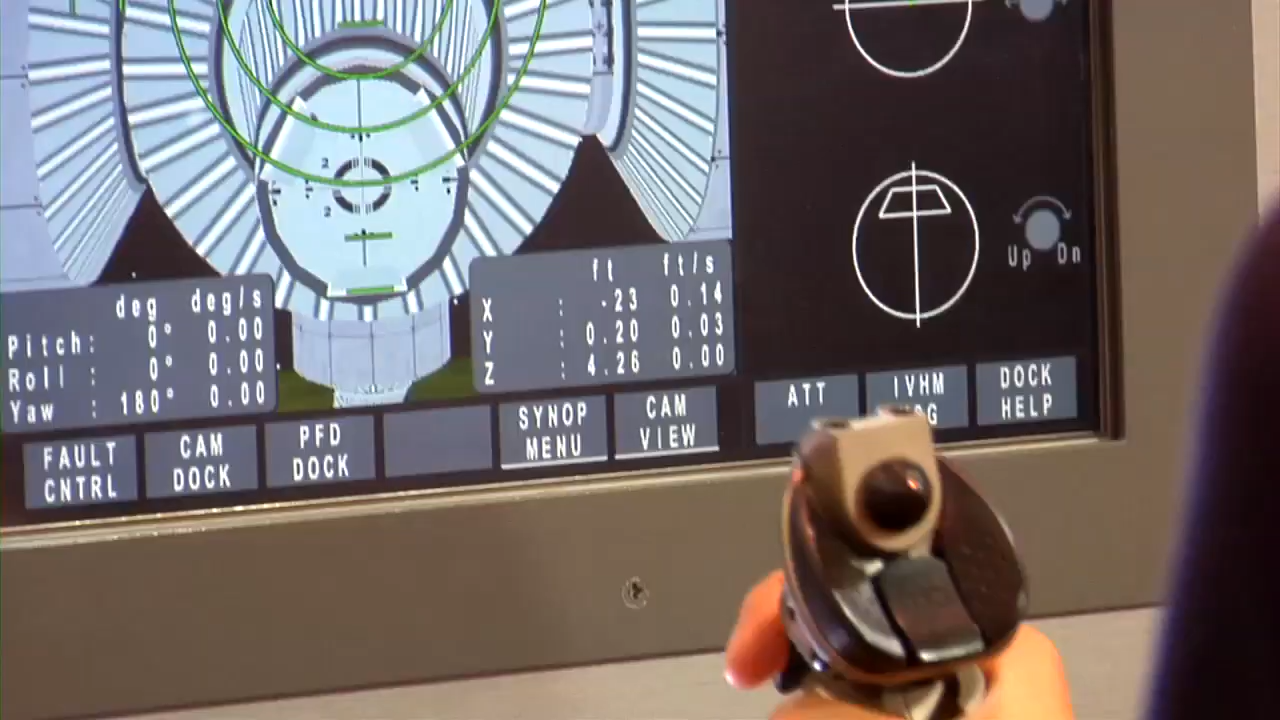 2
2
deg deg/s
Pitch: 0° 0.00
Roll : 0° 0.00
Yaw : 180° 0.00
ft ft/s
X : -23 0.14
Y : 0.20 0.03
Z : 4.26 0.00
Up Dn
FAULT
CNTRL
CAM
DOCK
PFD
DOCK
SYNOP
MENU
CAM
VIEW
ATT
IVHM
DOCK
HELP